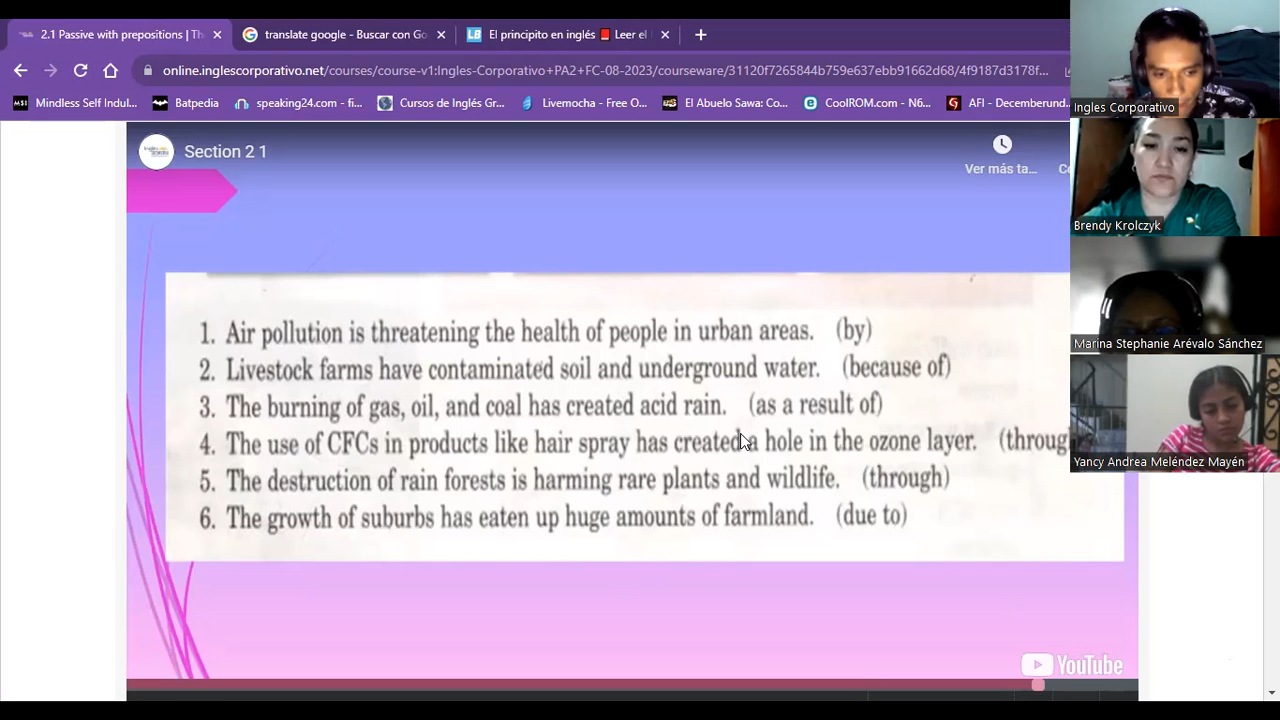 2.1 Passive with prepositions | Th
translate google - Buscar con Go
El principito en inglés 📕 Leer el
online.inglescorporativo.net/courses/course-v1:Ingles-Corporativo+PA2+FC-08-2023/courseware/31120f7265844b759e637ebb91662d68/4f9187d3178f...
Mindless Self Indul...
Batpedia
speaking24.com - fi...
Cursos de Inglés Gr...
Livemocha - Free O...
El Abuelo Sawa: Co...
CoolROM.com - N6...
AFI - Decemberund...
Ingles Corporativo
Section 2 1
Ver más ta...
Brendy Krolczyk
1. Air pollution is threatening the health of people in urban areas. (by)
2. Livestock farms have contaminated soil and underground water. (because of)
3. The burning of gas, oil, and coal has created acid rain. (as a result of)
4. The use of CFCs in products like hair spray has created a hole in the ozone layer. (throug
5. The destruction of rain forests is harming rare plants and wildlife. (through)
6. The growth of suburbs has eaten up huge amounts of farmland. (due to)
Marina Stephanie Arévalo Sánchez
Yancy Andrea Meléndez Mayén
YouTube